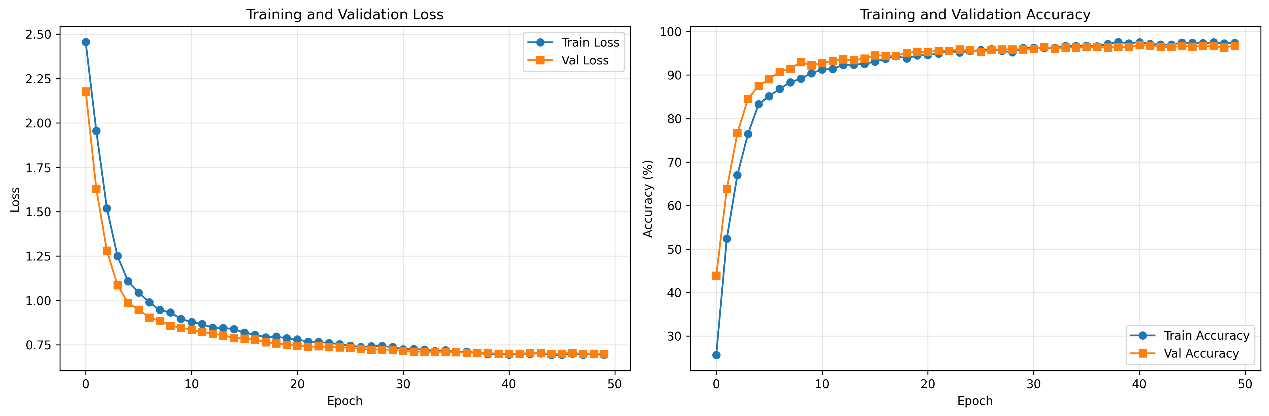 Training and Validation Loss
2.50
2.25
2.00
1.75
1.50
1.25
1.00
0.75
Loss
0
10
20
30
40
50
Epoch
Train Loss
Val Loss
Training and Validation Accuracy
100
90
80
70
60
50
40
30
Accuracy (%)
0
10
20
30
40
50
Epoch
Train Accuracy
Val Accuracy